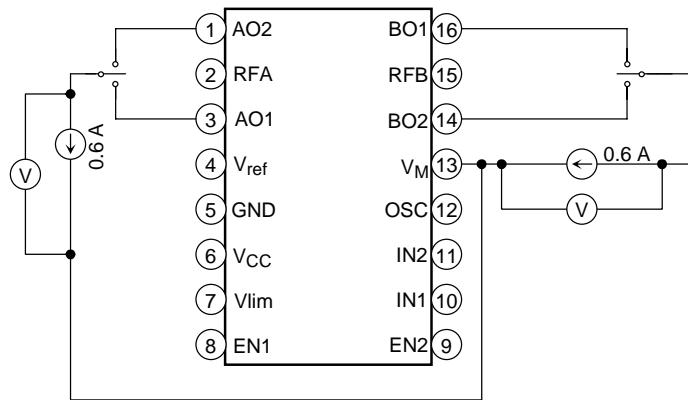 1 AO2 BO1 16
2 RFA RFB 15
3 AO1 BO2 14
0.6 A
V
4 Vref VM 13
0.6 A
V
5 GND OSC 12
6 VCC IN2 11
7 Vlim IN1 10
8 EN1 EN2 9